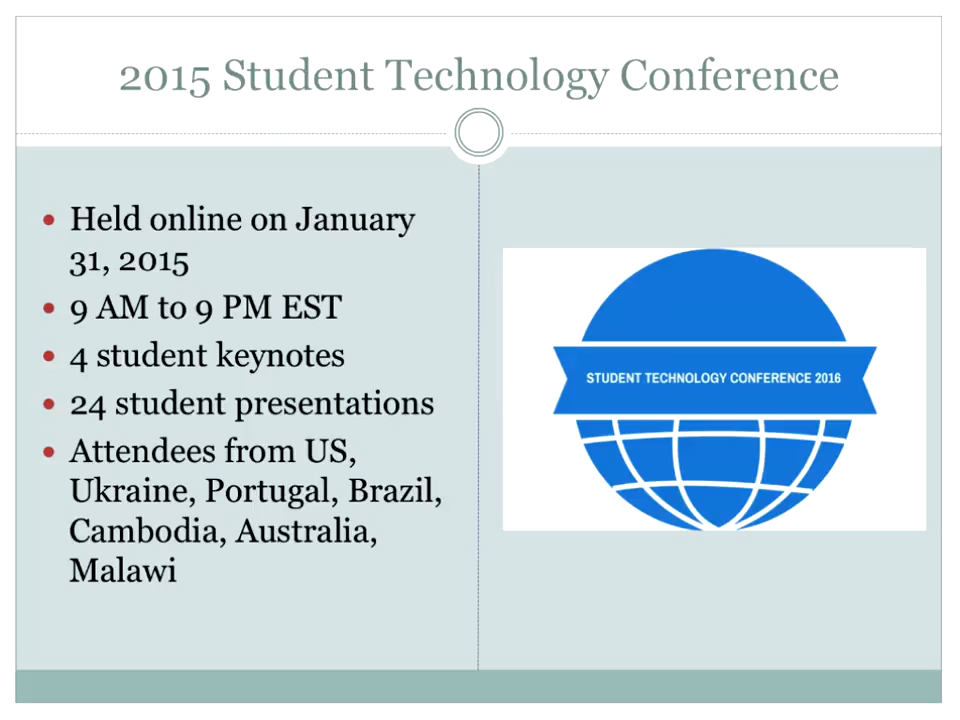 2015 Student Technology Conference
• Held online on January
31, 2015
• 9 AM to 9 PM EST
• 4 student keynotes
• 24 student presentations
• Attendees from US,
Ukraine, Portugal, Brazil,
Cambodia, Australia,
Malawi
STUDENT TECHNOLOGY CONFERENCE 2016